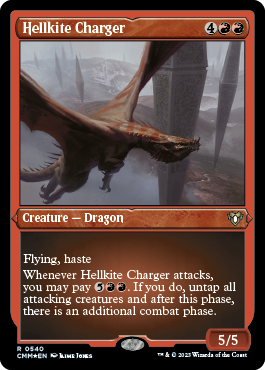 Hellkite Charger
4
Creature — Dragon
Flying, haste
Whenever Hellkite Charger attacks,
you may pay 5. If you do, untap all
attacking creatures and after this phase,
there is an additional combat phase.
5/5
R 0540
CMM EN
™ & © 2023 Wizards of the Coast